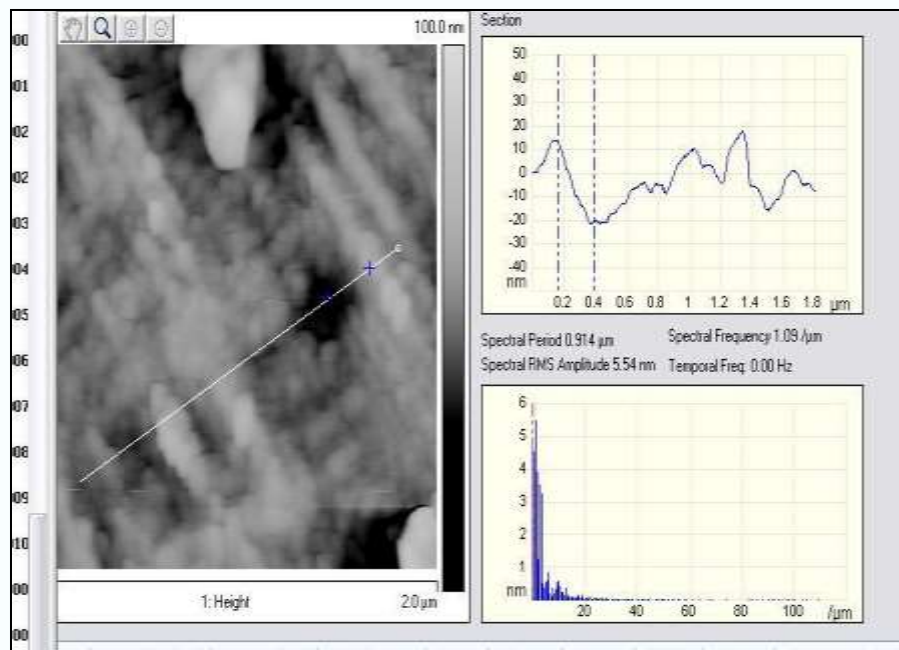 100.0 nm
1: Height
2.0 µm
Section
50
40
30
20
10
0
-10
-20
-30
-40
nm
0.2 0.4 0.6 0.8 1 1.2 1.4 1.6 1.8 µm
Spectral Period 0.914 µm Spectral Frequency 1.09 /µm
Spectral RMS Amplitude 5.54 nm Temporal Freq: 0.00 Hz
6
5
4
3
2
1
nm
20 40 60 80 100 /µm